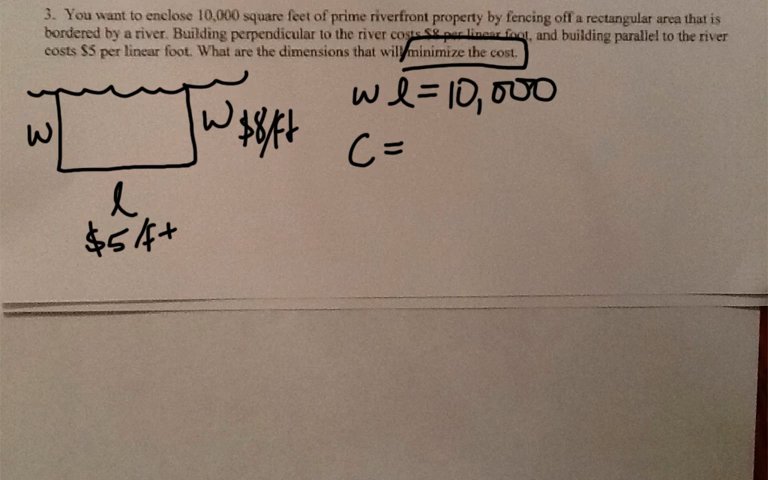 3. You want to enclose 10,000 square feet of prime riverfront property by fencing off a rectangular area that is
bordered by a river. Building perpendicular to the river costs $8 per linear foot, and building parallel to the river
costs $5 per linear foot. What are the dimensions that will minimize the cost.
w l = 10,000
w
w $8/ft
C =
l
$5/ft